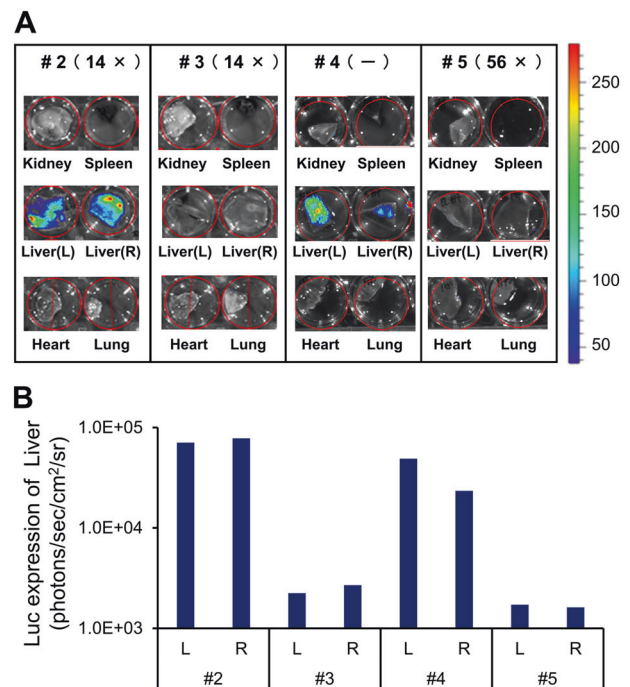 A
# 2 ( 14 × )
# 3 ( 14 × )
# 4 ( － )
# 5 ( 56 × )
Kidney Spleen
Kidney Spleen
Kidney Spleen
Kidney Spleen
Liver(L) Liver(R)
Liver(L) Liver(R)
Liver(L) Liver(R)
Liver(L) Liver(R)
Heart Lung
Heart Lung
Heart Lung
Heart Lung
250
200
150
100
50
B
Luc expression of Liver
(photons/sec/cm²/sr)
1.0E+05
1.0E+04
1.0E+03
L R L R L R L R
#2 #3 #4 #5